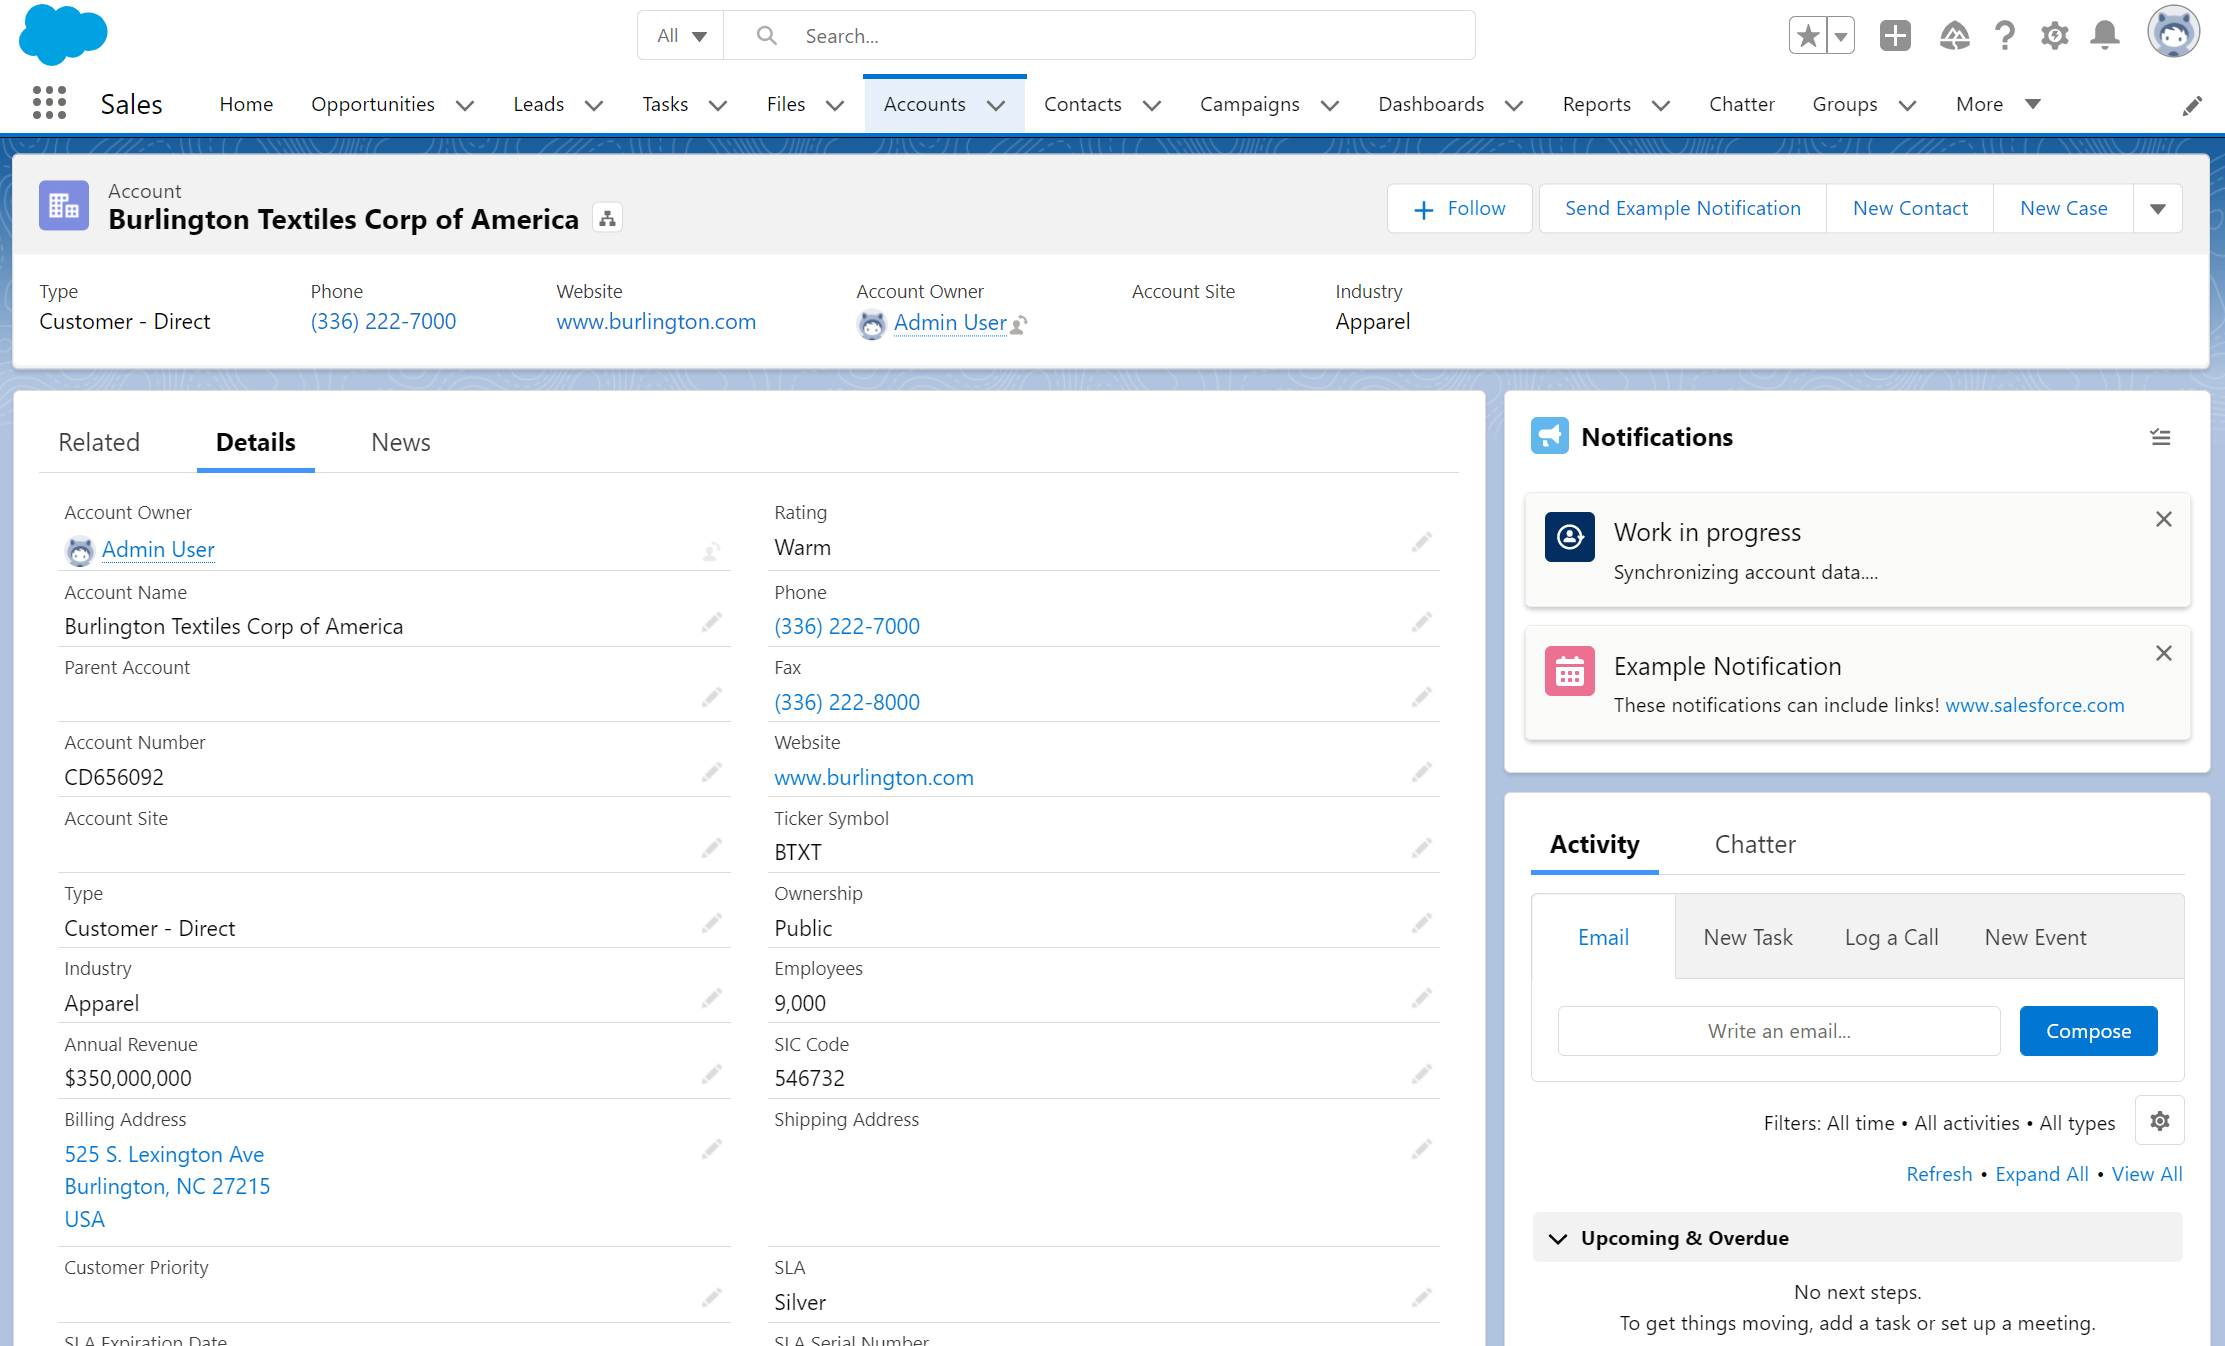 All
Search...
Sales
Home
Opportunities
Leads
Tasks
Files
Accounts
Contacts
Campaigns
Dashboards
Reports
Chatter
Groups
More
Account
Burlington Textiles Corp of America
Follow
Send Example Notification
New Contact
New Case
Type
Customer - Direct
Phone
(336) 222-7000
Website
www.burlington.com
Account Owner
Admin User
Account Site
Industry
Apparel
Related
Details
News
Account Owner
Admin User
Rating
Warm
Account Name
Burlington Textiles Corp of America
Phone
(336) 222-7000
Parent Account
Fax
(336) 222-8000
Account Number
CD656092
Website
www.burlington.com
Account Site
Ticker Symbol
BTXT
Type
Customer - Direct
Ownership
Public
Industry
Apparel
Employees
9,000
Annual Revenue
$350,000,000
SIC Code
546732
Billing Address
525 S. Lexington Ave
Burlington, NC 27215
USA
Shipping Address
Customer Priority
SLA
Silver
SLA Expiration Date
SLA Serial Number
Notifications
Work in progress
Synchronizing account data....
Example Notification
These notifications can include links! www.salesforce.com
Activity
Chatter
Email
New Task
Log a Call
New Event
Write an email...
Compose
Filters: All time • All activities • All types
Refresh • Expand All • View All
Upcoming & Overdue
No next steps.
To get things moving, add a task or set up a meeting.